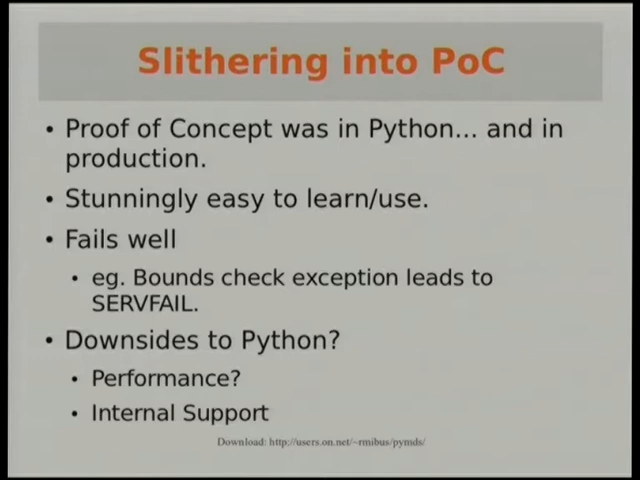 Slithering into PoC
• Proof of Concept was in Python... and in
production.
• Stunningly easy to learn/use.
• Fails well
• eg. Bounds check exception leads to
SERVFAIL.
• Downsides to Python?
• Performance?
• Internal Support
Download: http://users.on.net/~rmibus/pymds/